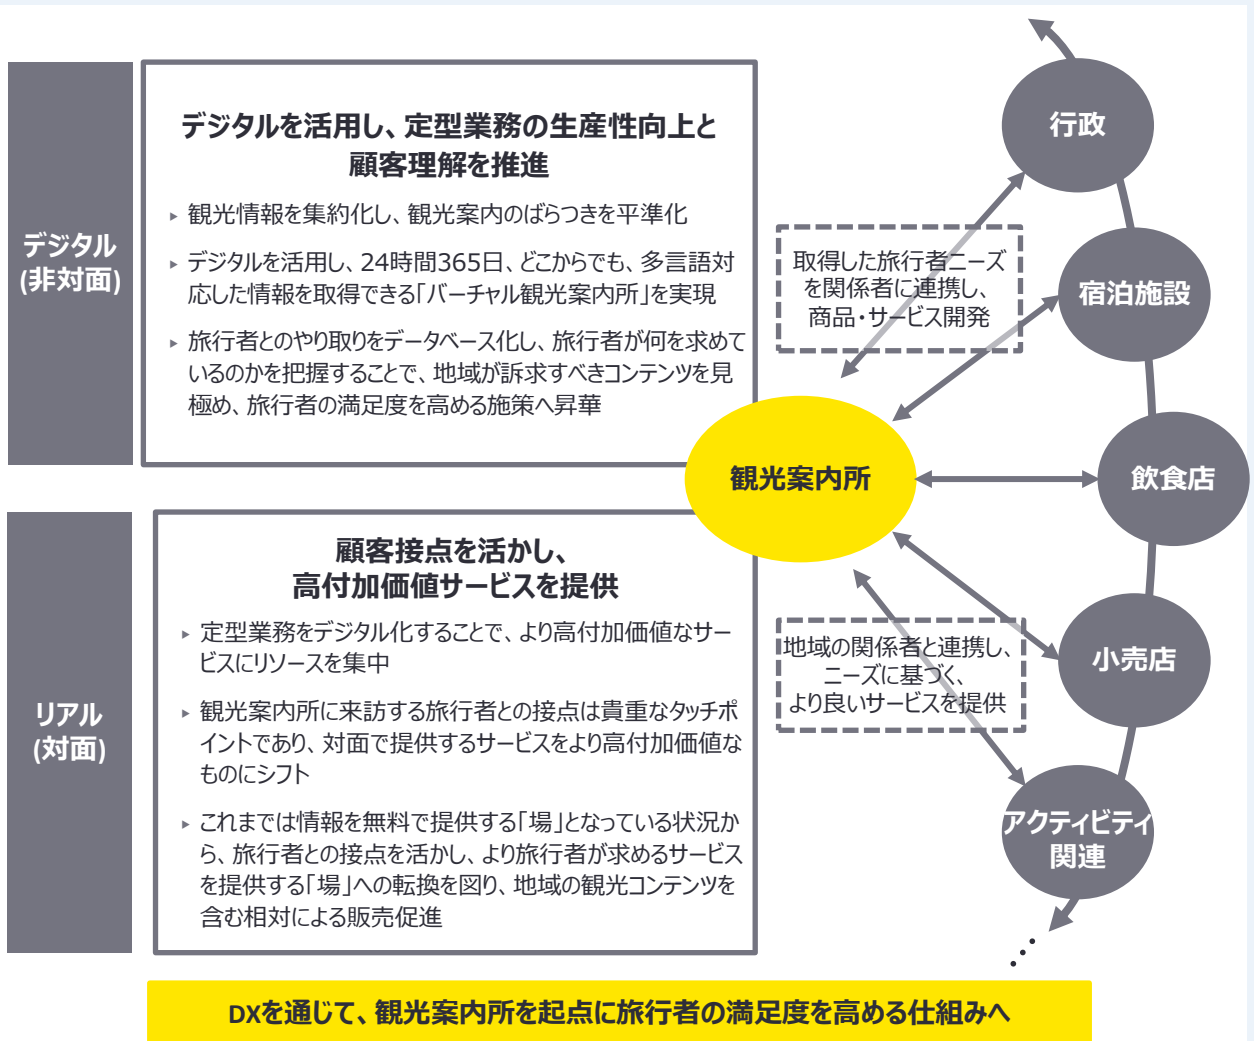 デジタル
(非対面)
デジタルを活用し、定型業務の生産性向上と
顧客理解を推進
▸ 観光情報を集約化し、観光案内のばらつきを平準化
▸ デジタルを活用し、24時間365日、どこからでも、多言語対
応した情報を取得できる「バーチャル観光案内所」を実現
▸ 旅行者とのやり取りをデータベース化し、旅行者が何を求めて
いるのかを把握することで、地域が訴求すべきコンテンツを見
極め、旅行者の満足度を高める施策へ昇華
リアル
(対面)
顧客接点を活かし、
高付加価値サービスを提供
▸ 定型業務をデジタル化することで、より高付加価値なサー
ビスにリソースを集中
▸ 観光案内所に来訪する旅行者との接点は貴重なタッチポ
イントであり、対面で提供するサービスをより高付加価値な
ものにシフト
▸ これまでは情報を無料で提供する「場」となっている状況か
ら、旅行者との接点を活かし、より旅行者が求めるサービス
を提供する「場」への転換を図り、地域の観光コンテンツを
含む相対による販売促進
観光案内所
取得した旅行者ニーズ
を関係者に連携し、
商品・サービス開発
地域の関係者と連携し、
ニーズに基づく、
より良いサービスを提供
行政
宿泊施設
飲食店
小売店
アクティビティ
関連
DXを通じて、観光案内所を起点に旅行者の満足度を高める仕組みへ